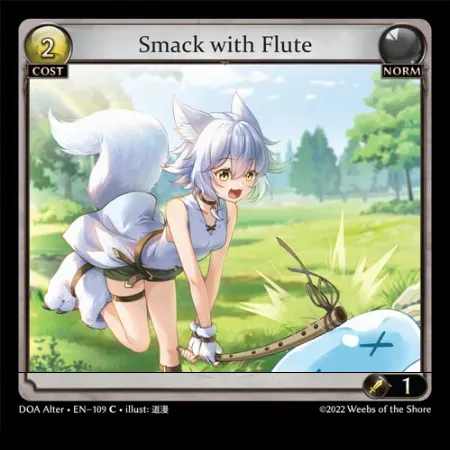 2
Smack with Flute
COST
NORM
1
DOA Alter • EN-109 C • illust: 道漫
©2022 Weebs of the Shore